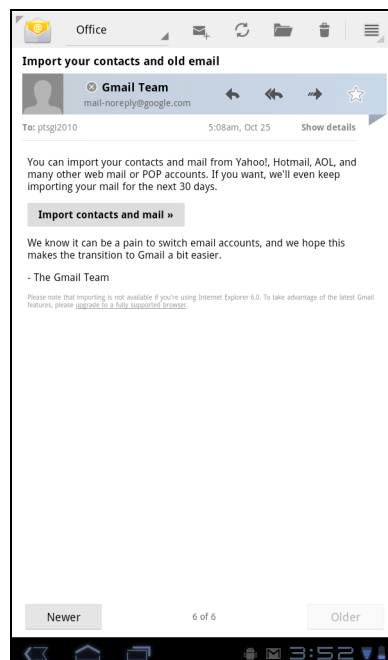 Office
Import your contacts and old email
Gmail Team
mail-noreply@google.com
To: ptsgi2010 5:08am, Oct 25 Show details
You can import your contacts and mail from Yahoo!, Hotmail, AOL, and
many other web mail or POP accounts. If you want, we'll even keep
importing your mail for the next 30 days.
Import contacts and mail »
We know it can be a pain to switch email accounts, and we hope this
makes the transition to Gmail a bit easier.
- The Gmail Team
Please note that importing is not available if you're using Internet Explorer 6.0. To take advantage of the latest Gmail
features, please upgrade to a fully supported browser.
Newer 6 of 6 Older
3:52